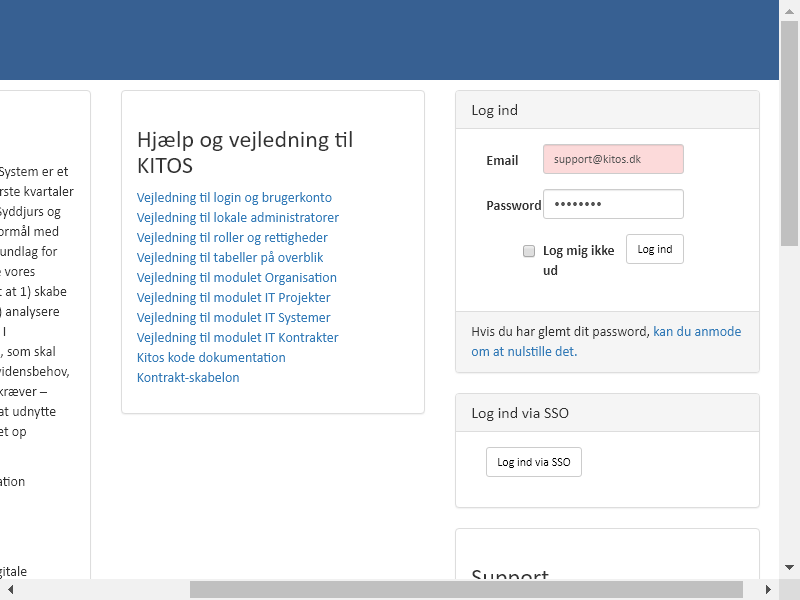 System er et
rste kvartaler
Syddjurs og
ormål med
undlag for
vores
t at 1) skabe
) analysere
I
, som skal
vidensbehov,
kræver –
at udnytte
et op
ation
gitale
Hjælp og vejledning til
KITOS
Vejledning til login og brugerkonto
Vejledning til lokale administratorer
Vejledning til roller og rettigheder
Vejledning til tabeller på overblik
Vejledning til modulet Organisation
Vejledning til modulet IT Projekter
Vejledning til modulet IT Systemer
Vejledning til modulet IT Kontrakter
Kitos kode dokumentation
Kontrakt-skabelon
Log ind
Email support@kitos.dk
Password ••••••••
Log mig ikke Log ind
ud
Hvis du har glemt dit password, kan du anmode
om at nulstille det.
Log ind via SSO
Log ind via SSO
Support